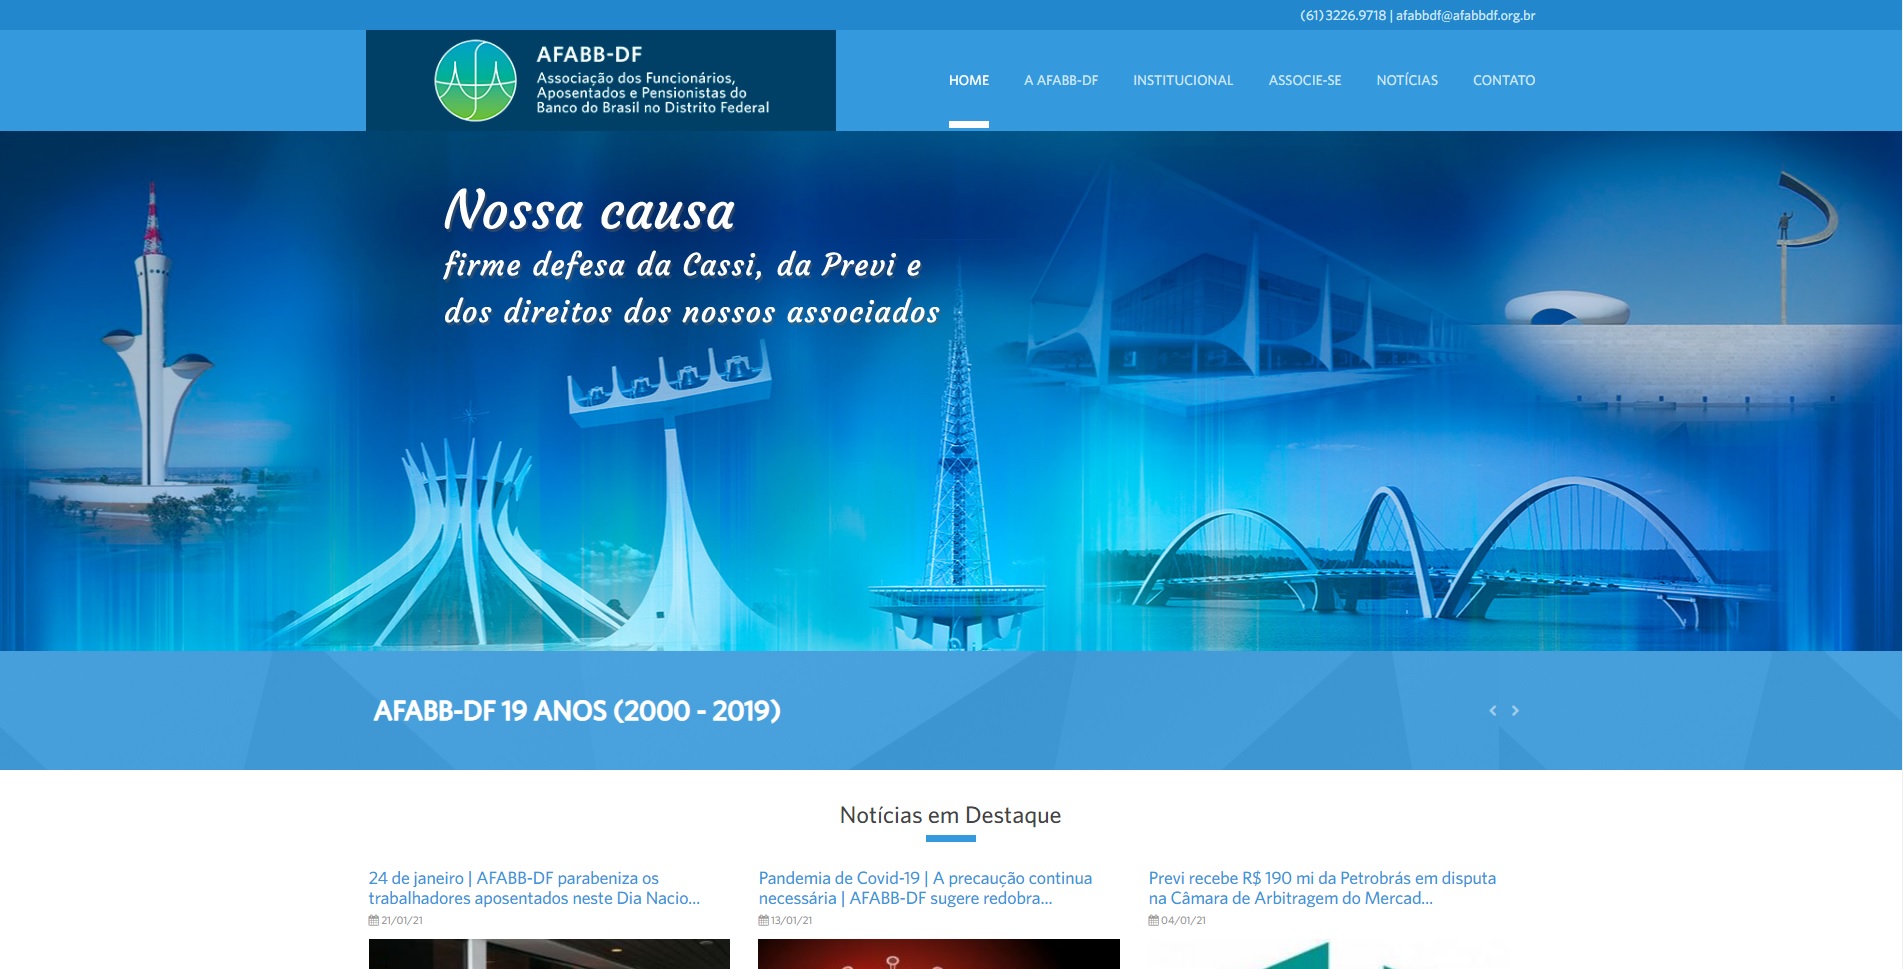 (61) 3226.9718 | afabbdf@afabbdf.org.br
AFABB-DF
Associação dos Funcionários,
Aposentados e Pensionistas do
Banco do Brasil no Distrito Federal
HOME
A AFABB-DF
INSTITUCIONAL
ASSOCIE-SE
NOTÍCIAS
CONTATO
Nossa causa
firme defesa da Cassi, da Previ e
dos direitos dos nossos associados
AFABB-DF 19 ANOS (2000 - 2019)
Notícias em Destaque
24 de janeiro | AFABB-DF parabeniza os
trabalhadores aposentados neste Dia Nacio...
21/01/21
Pandemia de Covid-19 | A precaução continua
necessária | AFABB-DF sugere redobra...
13/01/21
Previ recebe R$ 190 mi da Petrobrás em disputa
na Câmara de Arbitragem do Mercad...
04/01/21